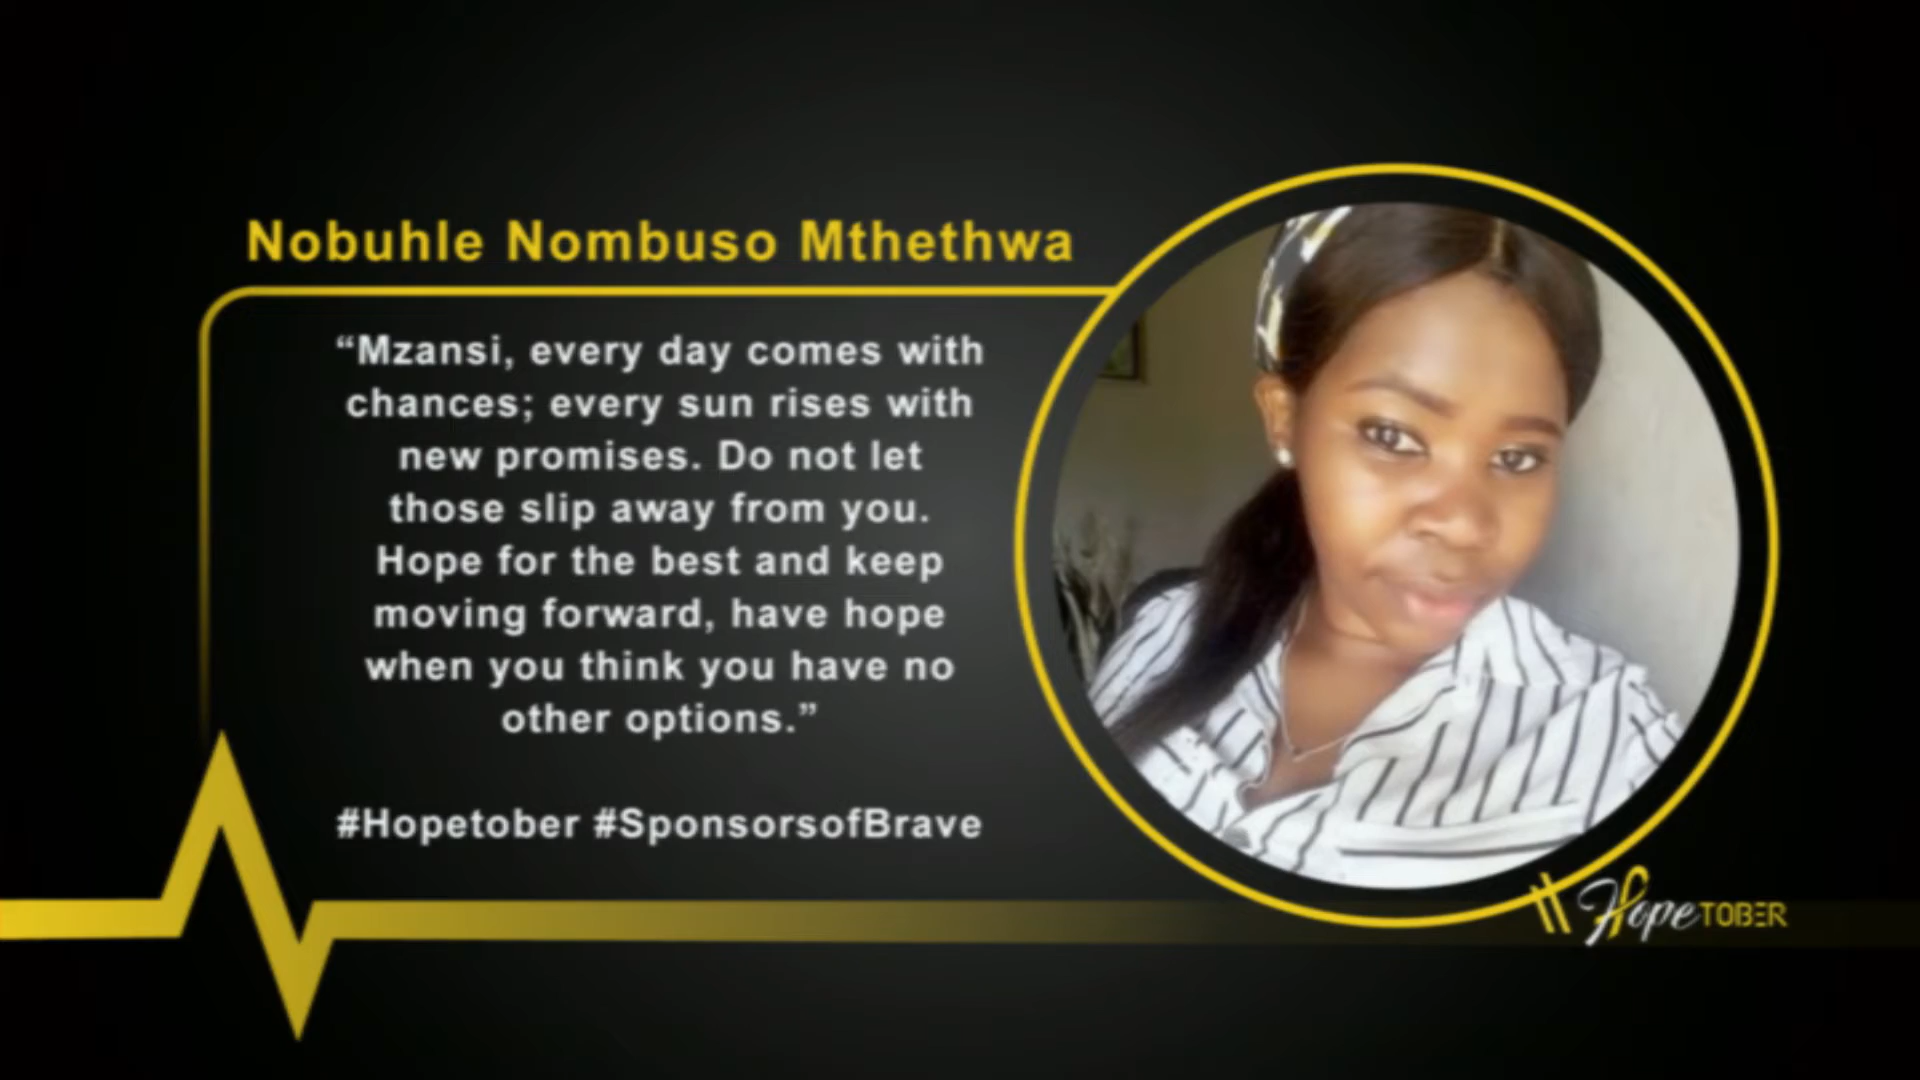 Nobuhle Nombuso Mthethwa
“Mzansi, every day comes with
chances; every sun rises with
new promises. Do not let
those slip away from you.
Hope for the best and keep
moving forward, have hope
when you think you have no
other options.”
#Hopetober #SponsorsofBrave
HopeTOBER